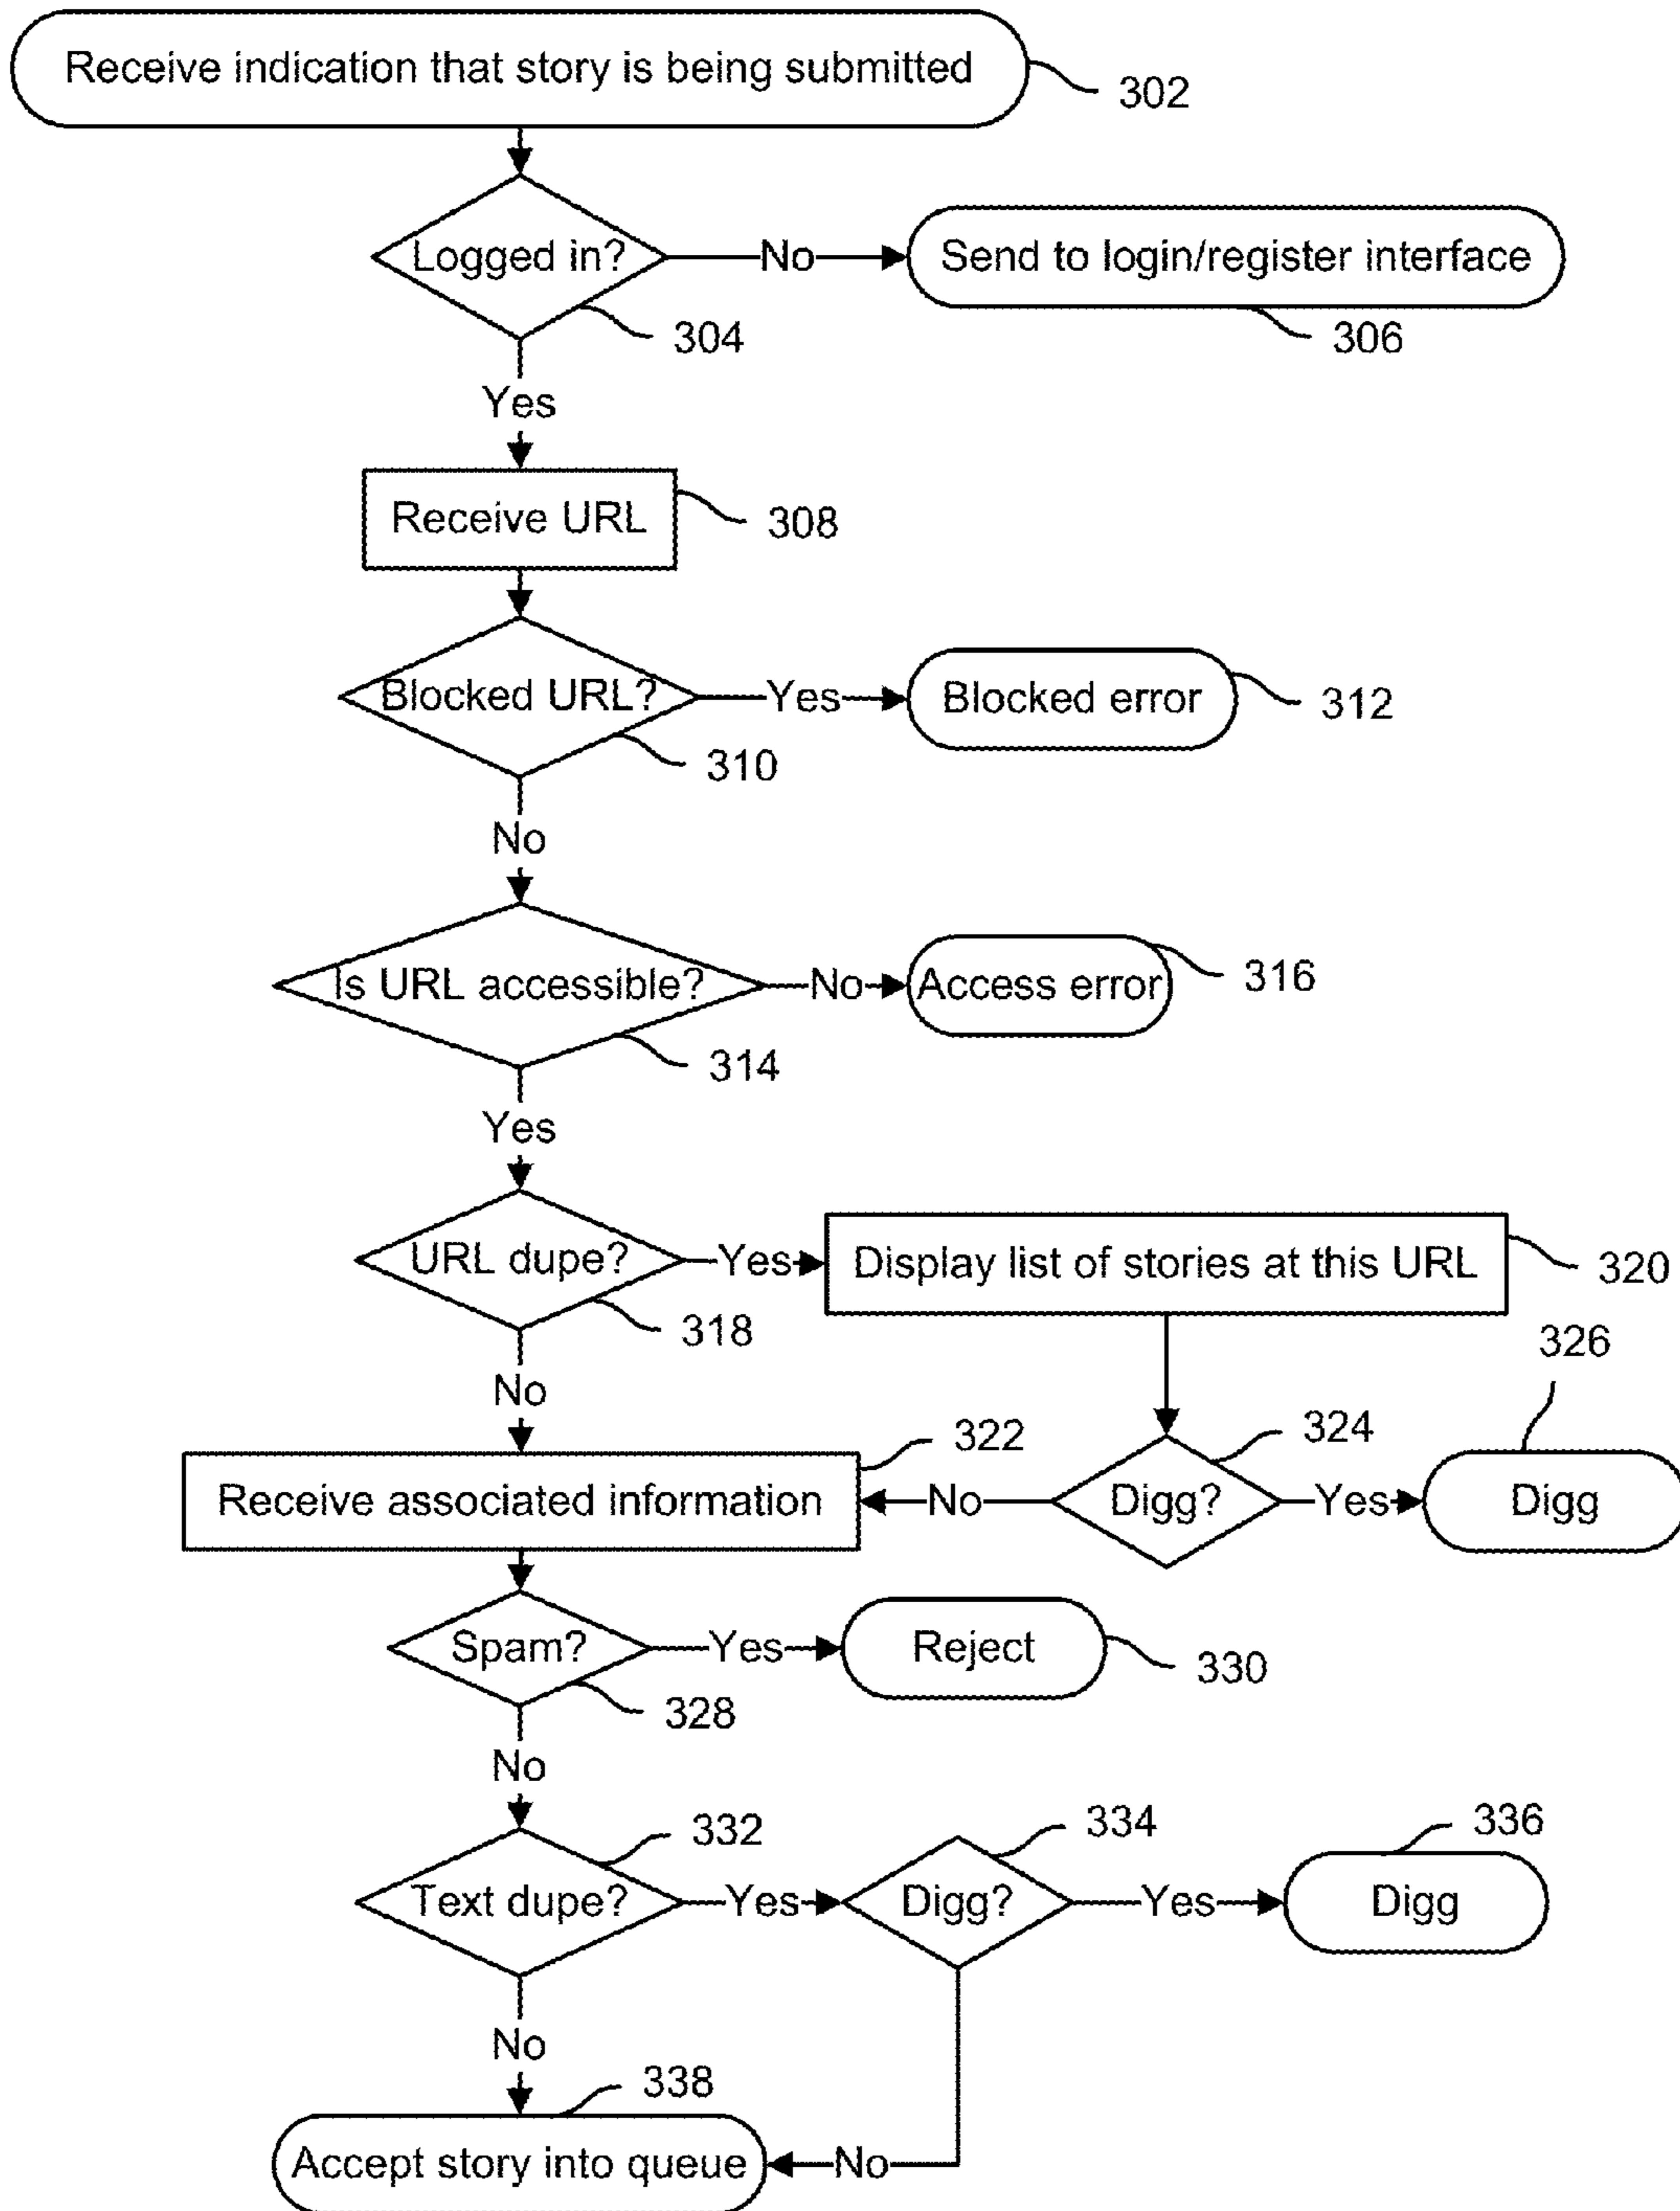 Receive indication that story is being submitted
302
Logged in?
No
Send to login/register interface
304
306
Yes
Receive URL
308
Blocked URL?
Yes
Blocked error
312
310
No
Is URL accessible?
No
Access error
316
314
Yes
URL dupe?
Yes
Display list of stories at this URL
320
318
326
No
322
324
Receive associated information
No
Digg?
Yes
Digg
Spam?
Yes
Reject
330
328
No
332
334
336
Text dupe?
Yes
Digg?
Yes
Digg
No
338
Accept story into queue
No